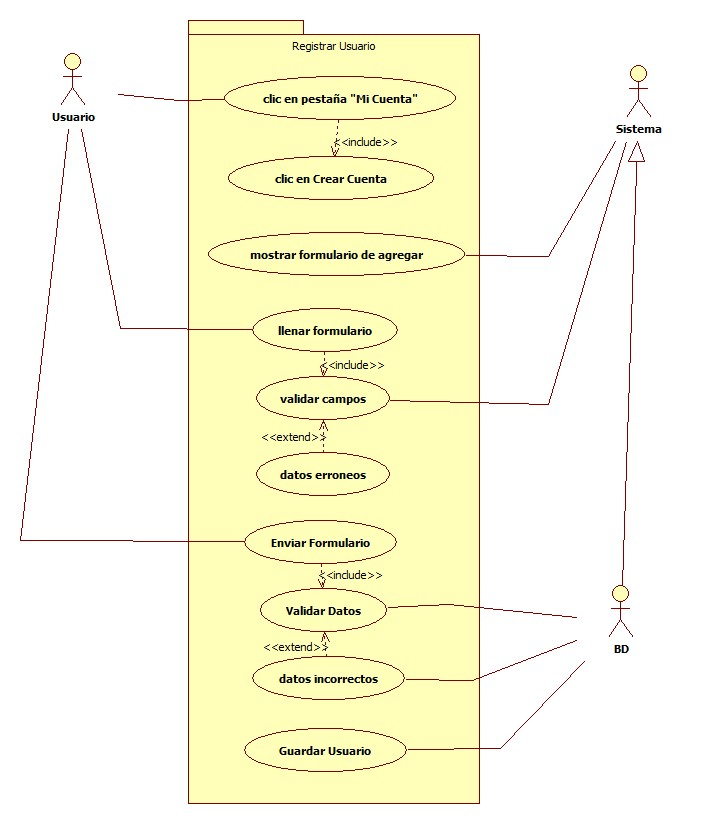 Registrar Usuario
Usuario
clic en pestaña "Mi Cuenta"
Sistema
<<include>>
clic en Crear Cuenta
mostrar formulario de agregar
llenar formulario
<<include>>
validar campos
<<extend>>
datos erroneos
Enviar Formulario
<<include>>
Validar Datos
<<extend>>
BD
datos incorrectos
Guardar Usuario